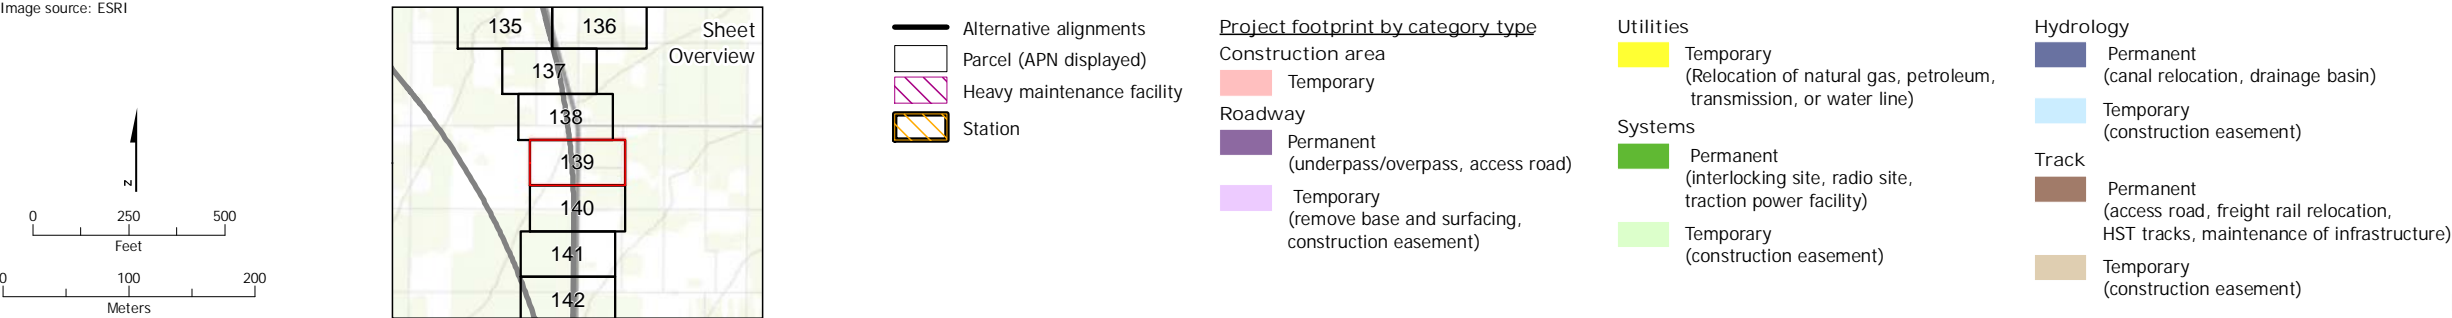 Image source: ESRI
N
0 250 500
Feet
0 100 200
Meters
135 136
Sheet
Overview
137
138
139
140
141
142
Alternative alignments
Parcel (APN displayed)
Heavy maintenance facility
Station
Project footprint by category type
Construction area
Temporary
Roadway
Permanent
(underpass/overpass, access road)
Temporary
(remove base and surfacing,
construction easement)
Utilities
Temporary
(Relocation of natural gas, petroleum,
transmission, or water line)
Systems
Permanent
(interlocking site, radio site,
traction power facility)
Temporary
(construction easement)
Hydrology
Permanent
(canal relocation, drainage basin)
Temporary
(construction easement)
Track
Permanent
(access road, freight rail relocation,
HST tracks, maintenance of infrastructure)
Temporary
(construction easement)